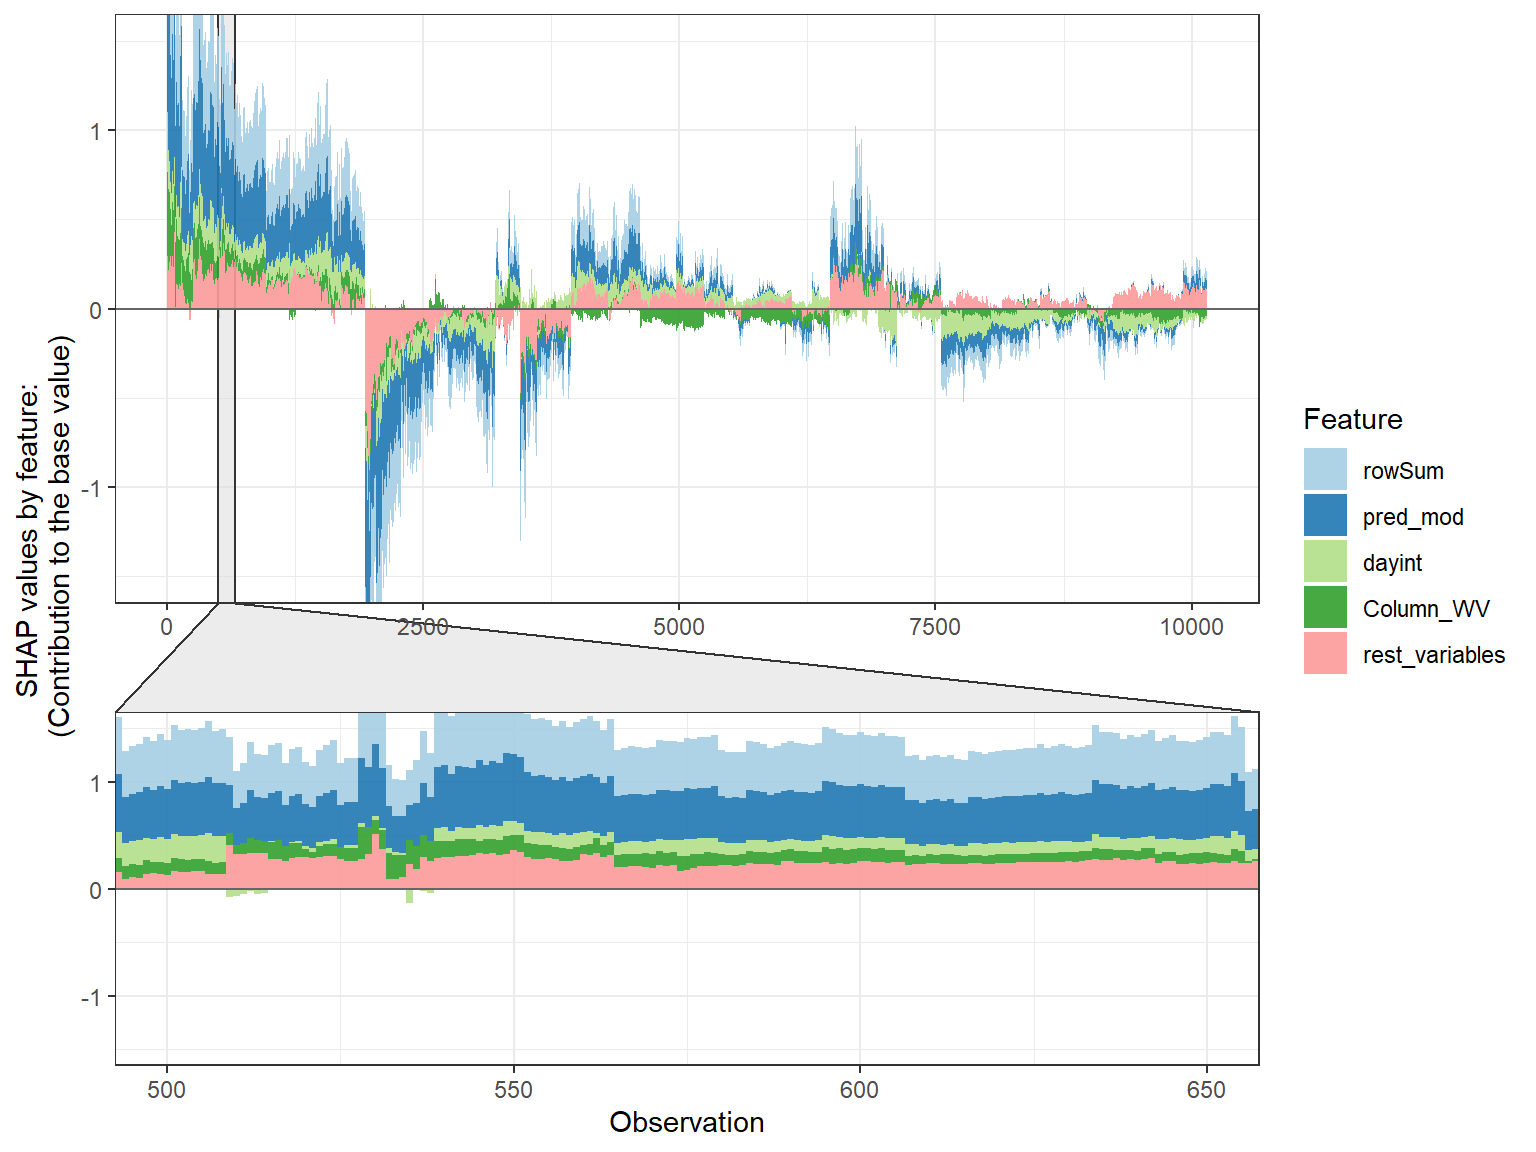 SHAP values by feature:
(Contribution to the base value)
1
0
-1
0
2500
5000
7500
10000
1
0
-1
500
550
600
650
Observation
Feature
rowSum
pred_mod
dayint
Column_WV
rest_variables